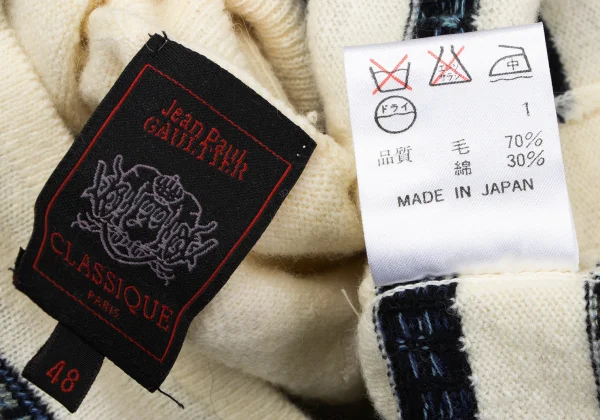 Jean Paul
GAULTIER
CLASSIQUE
PARIS
48
中
ドライ
1
品質 毛 70%
綿 30%
MADE IN JAPAN